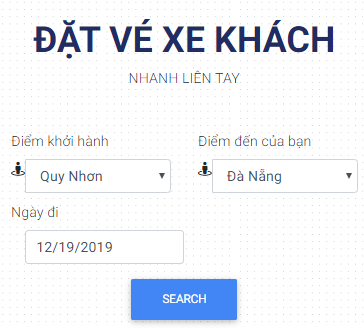 ĐẶT VÉ XE KHÁCH
NHANH LIỀN TAY
Điểm khởi hành
Điểm đến của bạn
Quy Nhơn
Đà Nẵng
Ngày đi
12/19/2019
SEARCH